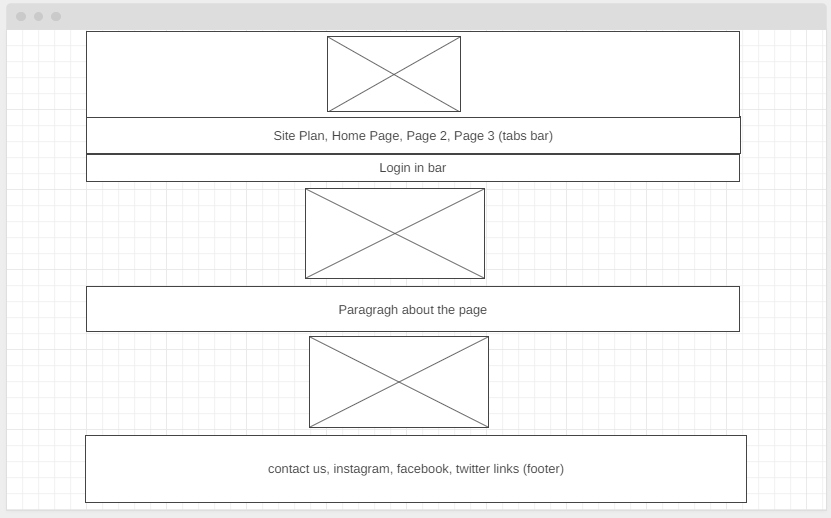 Site Plan, Home Page, Page 2, Page 3 (tabs bar)
Login in bar
Paragragh about the page
contact us, instagram, facebook, twitter links (footer)